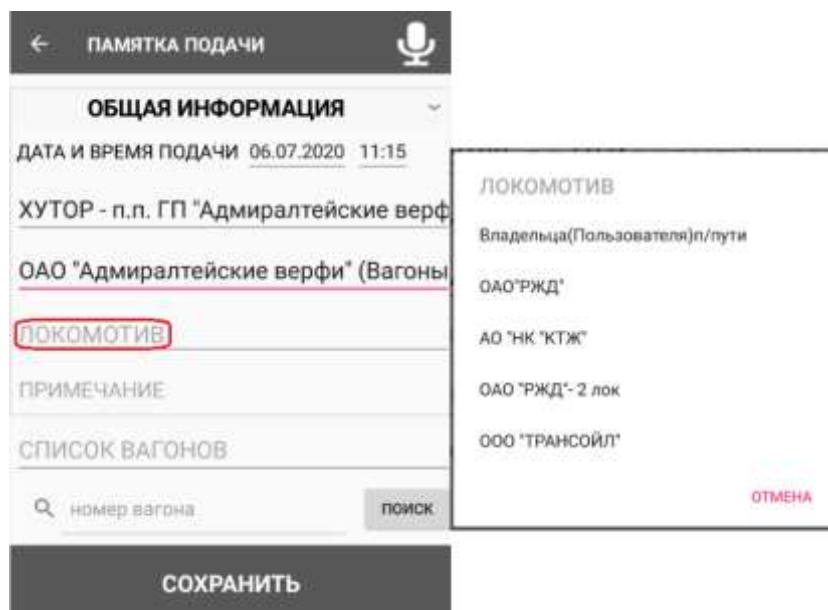 ПАМЯТКА ПОДАЧИ
ОБЩАЯ ИНФОРМАЦИЯ
ДАТА И ВРЕМЯ ПОДАЧИ 06.07.2020 11:15
ХУТОР - п.п. ГП "Адмиралтейские верф
ОАО "Адмиралтейские верфи" (Вагоны
ЛОКОМОТИВ
ПРИМЕЧАНИЕ
СПИСОК ВАГОНОВ
номер вагона ПОИСК
СОХРАНИТЬ
ЛОКОМОТИВ
Владельца(Пользователя)п/пути
ОАО"РЖД"
АО "НК "КТЖ"
ОАО "РЖД"- 2 лок
ООО "ТРАНСОЙЛ"
ОТМЕНА